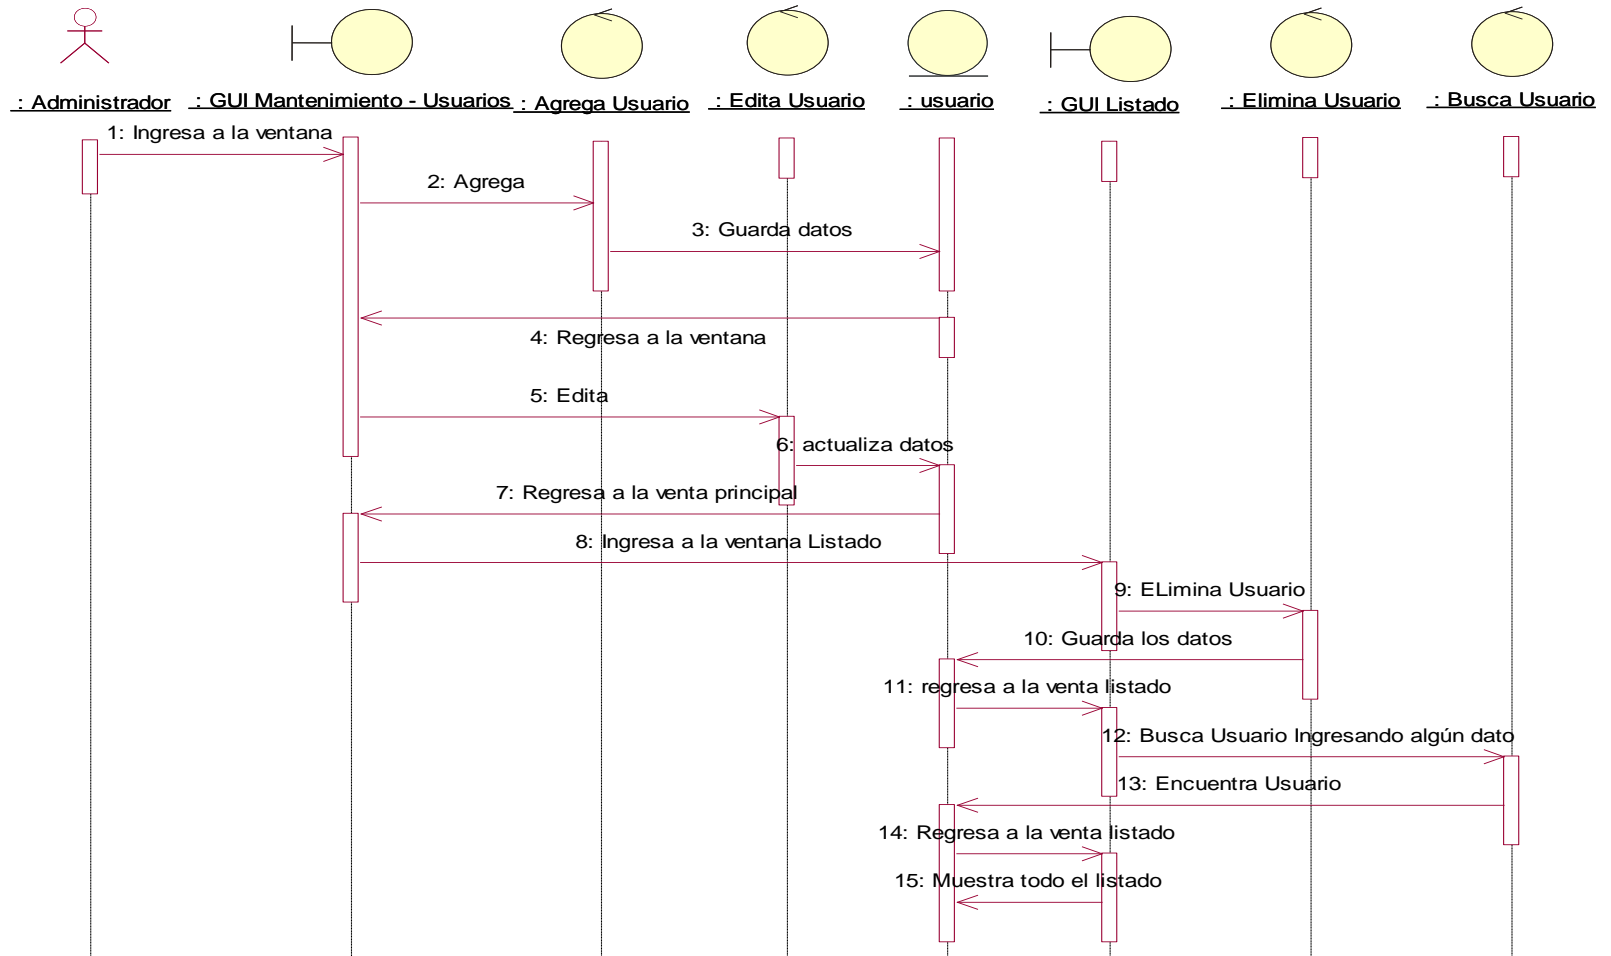 : Administrador
: GUI Mantenimiento - Usuarios
: Agrega Usuario
: Edita Usuario
: usuario
: GUI Listado
: Elimina Usuario
: Busca Usuario
1: Ingresa a la ventana
2: Agrega
3: Guarda datos
4: Regresa a la ventana
5: Edita
6: actualiza datos
7: Regresa a la venta principal
8: Ingresa a la ventana Listado
9: ELimina Usuario
10: Guarda los datos
11: regresa a la venta listado
12: Busca Usuario Ingresando algún dato
13: Encuentra Usuario
14: Regresa a la venta listado
15: Muestra todo el listado